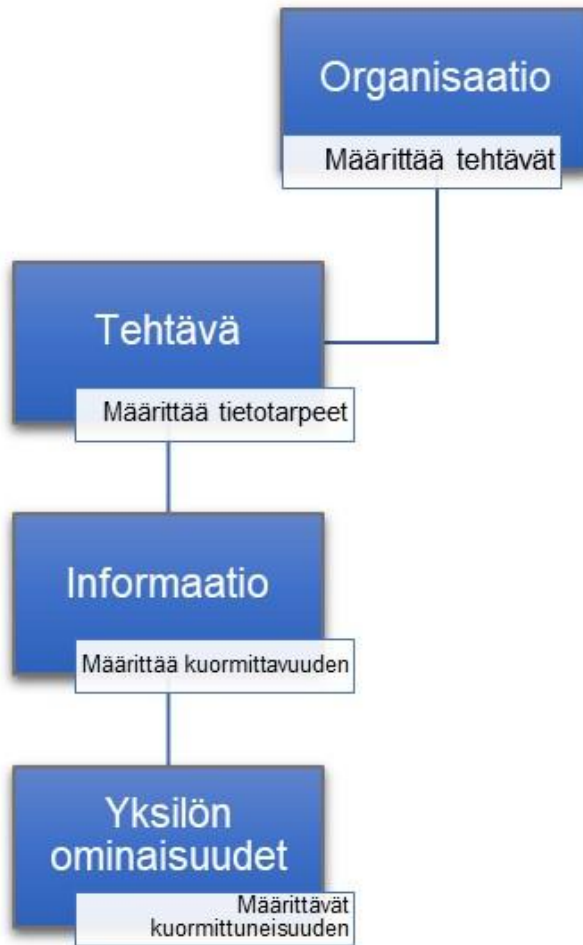 Organisaatio
Määrittää tehtävät
Tehtävä
Määrittää tietotarpeet
Informaatio
Määrittää kuormittavuuden
Yksilön
ominaisuudet
Määrittävät
kuormittuneisuuden